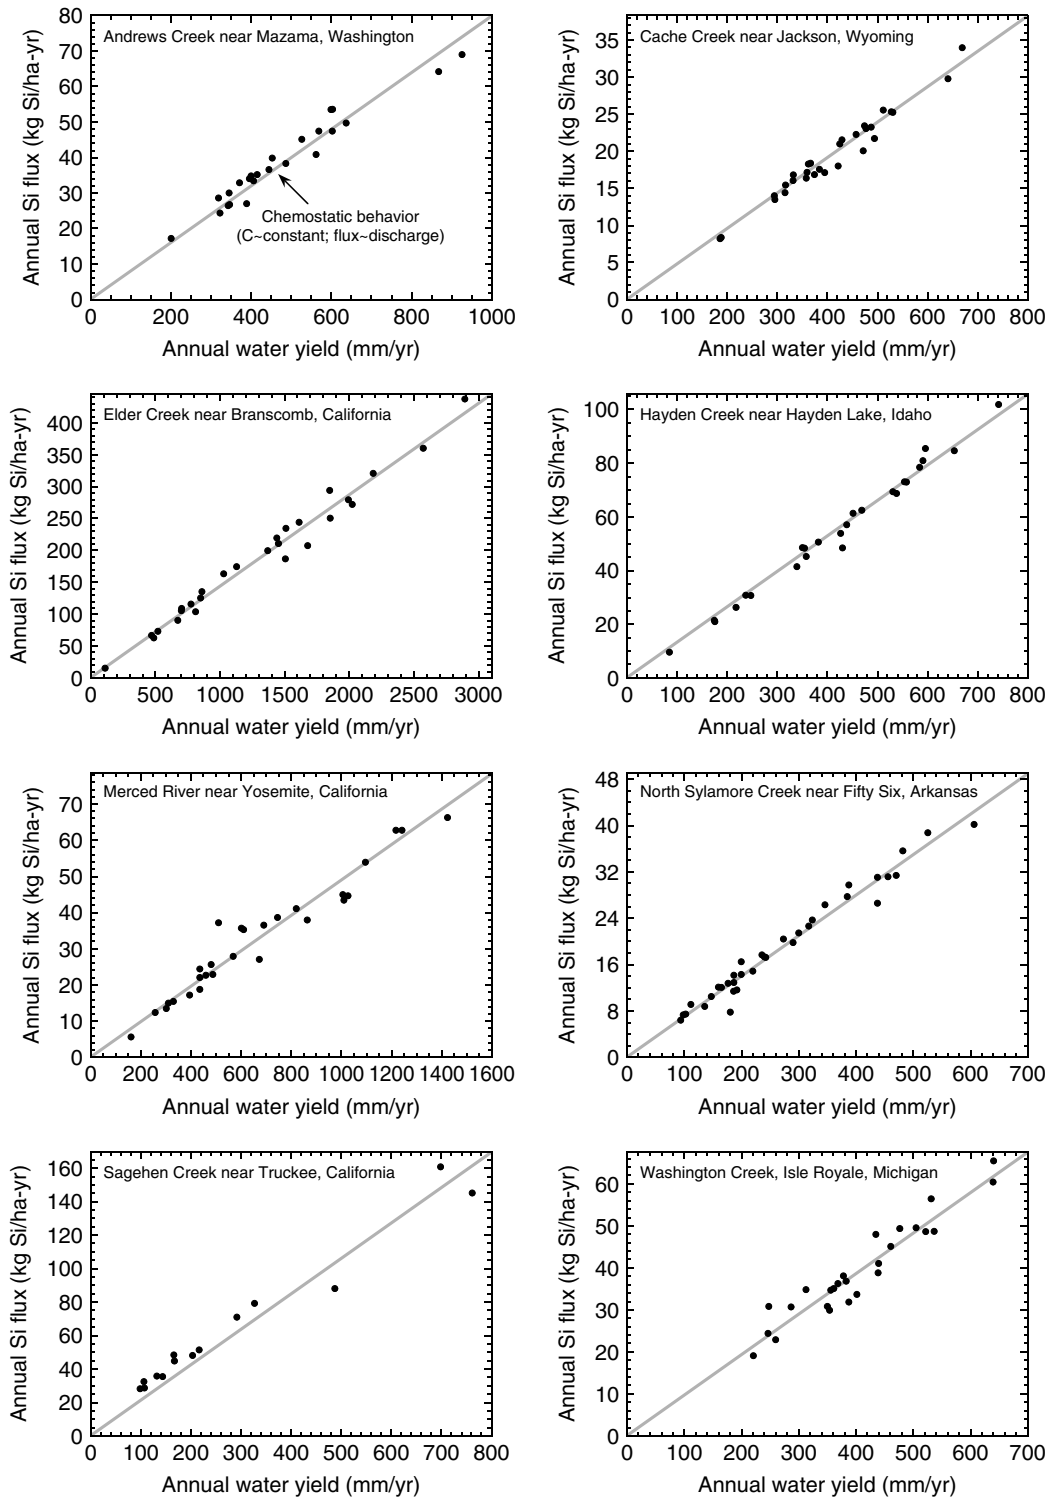 Andrews Creek near Mazama, Washington
Annual Si flux (kg Si/ha-yr)
80
70
60
50
40
30
20
10
0
Chemostatic behavior
(C~constant; flux~discharge)
0 200 400 600 800 1000
Annual water yield (mm/yr)
Cache Creek near Jackson, Wyoming
Annual Si flux (kg Si/ha-yr)
35
30
25
20
15
10
5
0
0 100 200 300 400 500 600 700 800
Annual water yield (mm/yr)
Elder Creek near Branscomb, California
Annual Si flux (kg Si/ha-yr)
400
350
300
250
200
150
100
50
0
0 500 1000 1500 2000 2500 3000
Annual water yield (mm/yr)
Hayden Creek near Hayden Lake, Idaho
Annual Si flux (kg Si/ha-yr)
100
80
60
40
20
0
0 100 200 300 400 500 600 700 800
Annual water yield (mm/yr)
Merced River near Yosemite, California
Annual Si flux (kg Si/ha-yr)
70
60
50
40
30
20
10
0
0 200 400 600 800 1000 1200 1400 1600
Annual water yield (mm/yr)
North Sylamore Creek near Fifty Six, Arkansas
Annual Si flux (kg Si/ha-yr)
48
40
32
24
16
8
0
0 100 200 300 400 500 600 700
Annual water yield (mm/yr)
Sagehen Creek near Truckee, California
Annual Si flux (kg Si/ha-yr)
160
140
120
100
80
60
40
20
0
0 100 200 300 400 500 600 700 800
Annual water yield (mm/yr)
Washington Creek, Isle Royale, Michigan
Annual Si flux (kg Si/ha-yr)
60
50
40
30
20
10
0
0 100 200 300 400 500 600 700
Annual water yield (mm/yr)